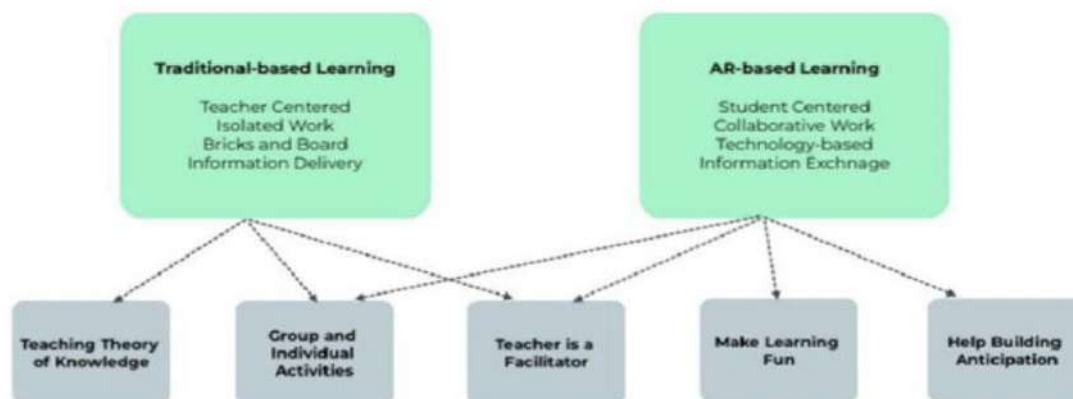 Traditional-based Learning
Teacher Centered
Isolated Work
Bricks and Board
Information Delivery
AR-based Learning
Student Centered
Collaborative Work
Technology-based
Information Exchnage
Teaching Theory
of Knowledge
Group and
Individual
Activities
Teacher is a
Facilitator
Make Learning
Fun
Help Building
Anticipation